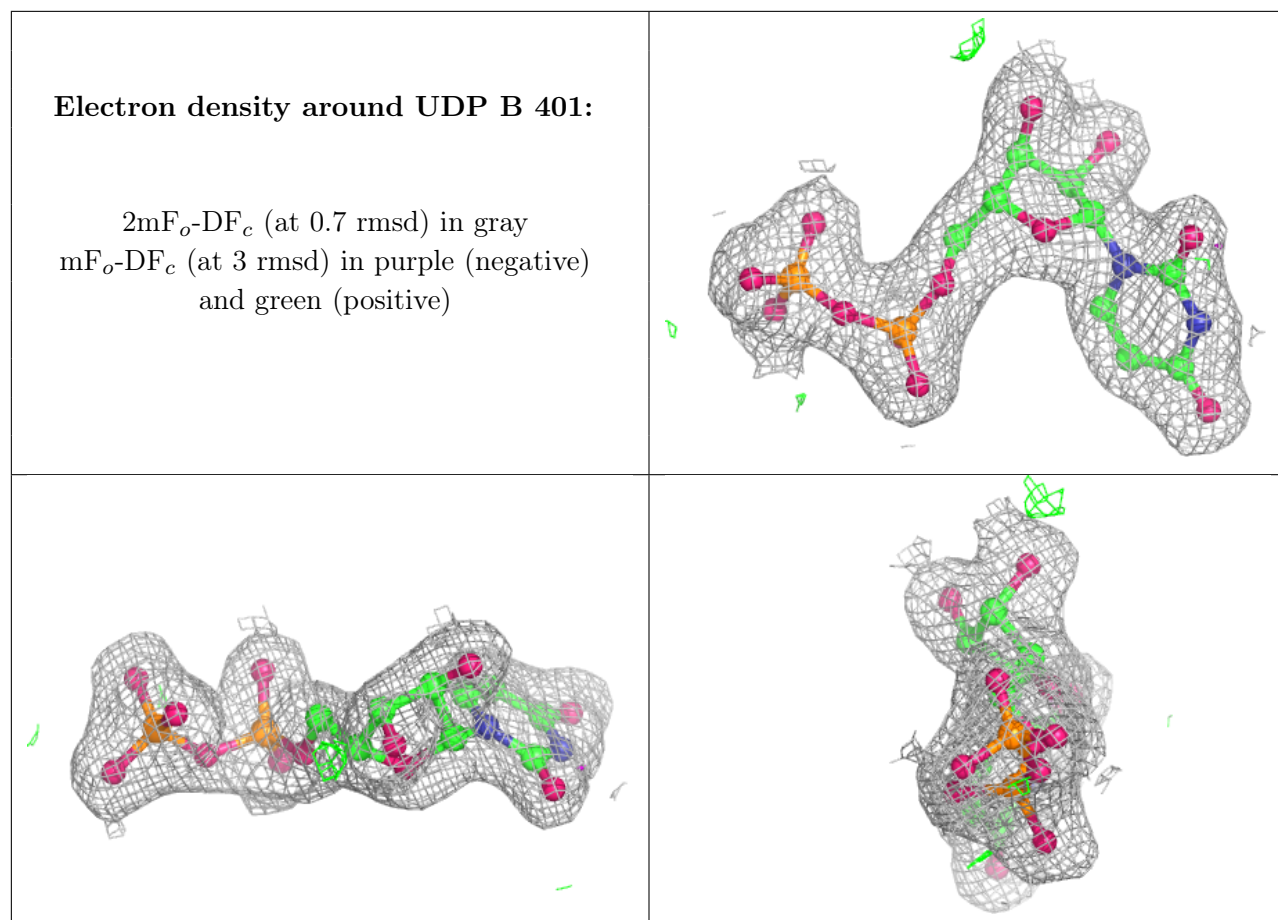 Electron density around UDP B 401:
2mFo-DFc (at 0.7 rmsd) in gray
mFo-DFc (at 3 rmsd) in purple (negative)
and green (positive)